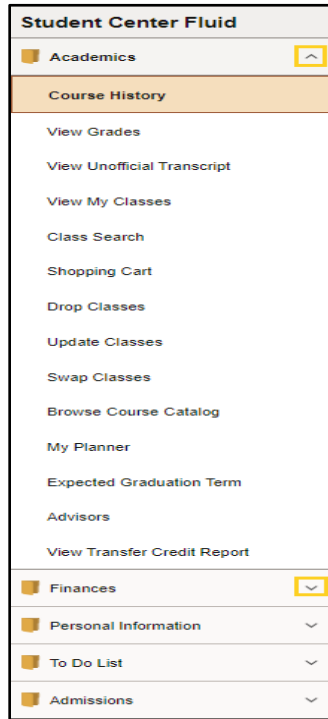 Student Center Fluid
Academics
Course History
View Grades
View Unofficial Transcript
View My Classes
Class Search
Shopping Cart
Drop Classes
Update Classes
Swap Classes
Browse Course Catalog
My Planner
Expected Graduation Term
Advisors
View Transfer Credit Report
Finances
Personal Information
To Do List
Admissions